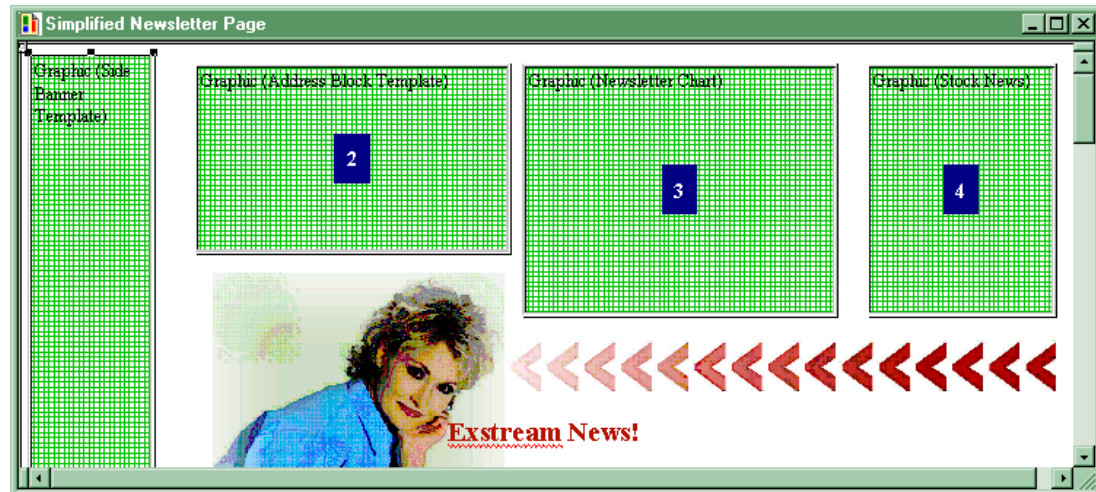 Simplified Newsletter Page
Graphic (Side
Banner
Template)
Graphic (Address Block Template)
2
Graphic (Newsletter Chart)
3
Graphic (Stock News)
4
Exstream News!